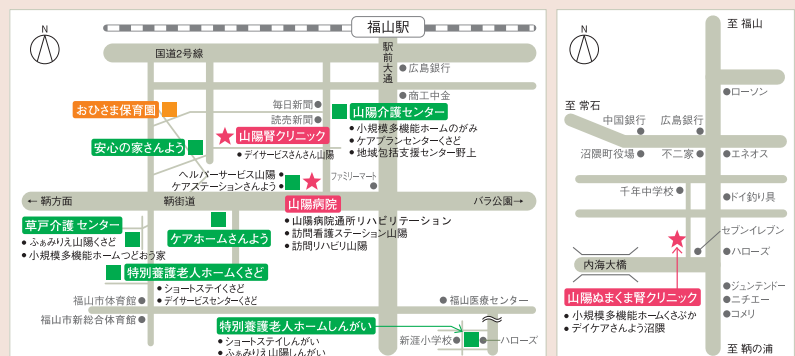 N
福山駅
国道2号線
駅前大通
広島銀行
商工中金
おひさま保育園
毎日新聞
読売新聞
山陽腎クリニック
•デイサービスさんさん山陽
安心の家さんよう
山陽介護センター
•小規模多機能ホームのがみ
•ケアプランセンターくさど
•地域包括支援センター野上
ヘルパーサービス山陽
ケアステーションさんよう
ファミリーマート
←鞆方面
鞆街道
バラ公園→
山陽病院
•山陽病院通所リハビリテーション
•訪問看護ステーション山陽
•訪問リハビリ山陽
草戸介護センター
•ふぁみりえ山陽くさど
•小規模多機能ホームつどおう家
ケアホームさんよう
特別養護老人ホームくさど
•ショートステイくさど
•デイサービスセンターくさど
福山市体育館
福山市新総合体育館
福山医療センター
特別養護老人ホームしんがい
•ショートステイしんがい
•ふぁみりえ山陽しんがい
新涯小学校
ハローズ
N
至 福山
ローソン
至 常石
中国銀行
広島銀行
沼隈町役場
不二家
エネオス
千年中学校
ドイ釣り具
セブンイレブン
ハローズ
内海大橋
山陽ぬまくま腎クリニック
•小規模多機能ホームくさぶか
•デイケアさんよう沼隈
ジュンテンドー
ニチエー
コメリ
至 鞆の浦